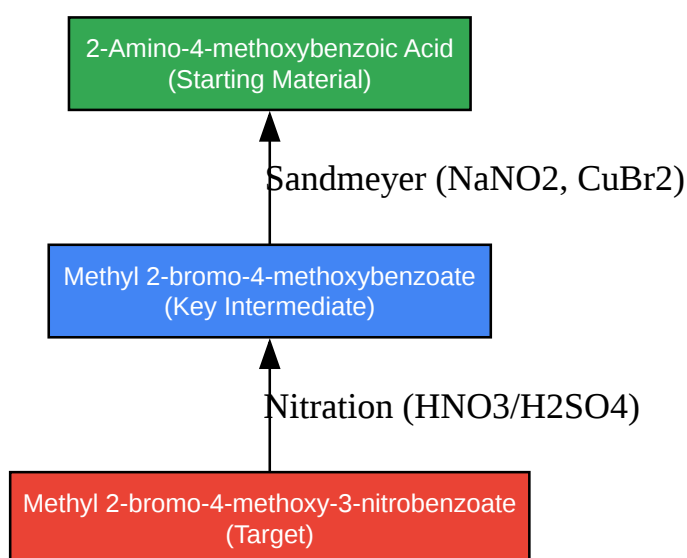 2-Amino-4-methoxybenzoic Acid
(Starting Material)
Sandmeyer (NaNO2, CuBr2)
Methyl 2-bromo-4-methoxybenzoate
(Key Intermediate)
Nitration (HNO3/H2SO4)
Methyl 2-bromo-4-methoxy-3-nitrobenzoate
(Target)